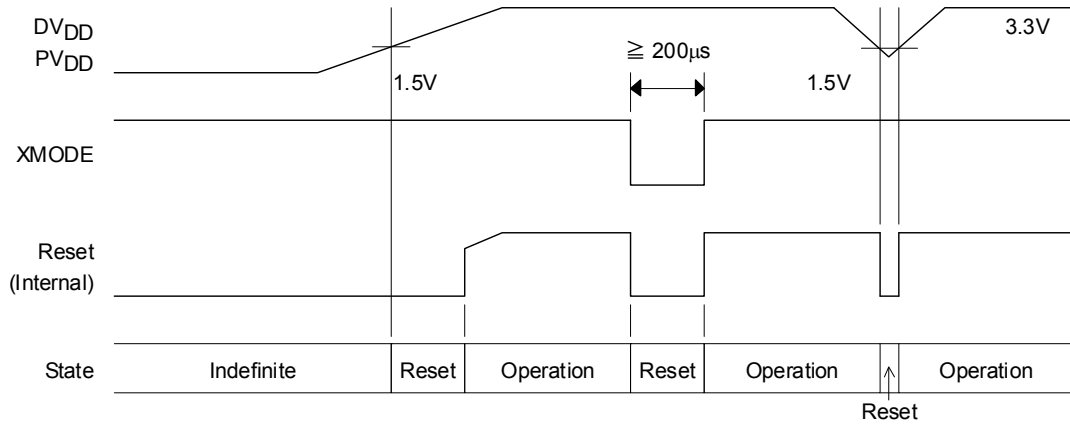 DVDD
PVDD
3.3V
≧ 200μs
1.5V
1.5V
XMODE
Reset
(Internal)
State
Indefinite
Reset
Operation
Reset
Operation
Operation
Reset